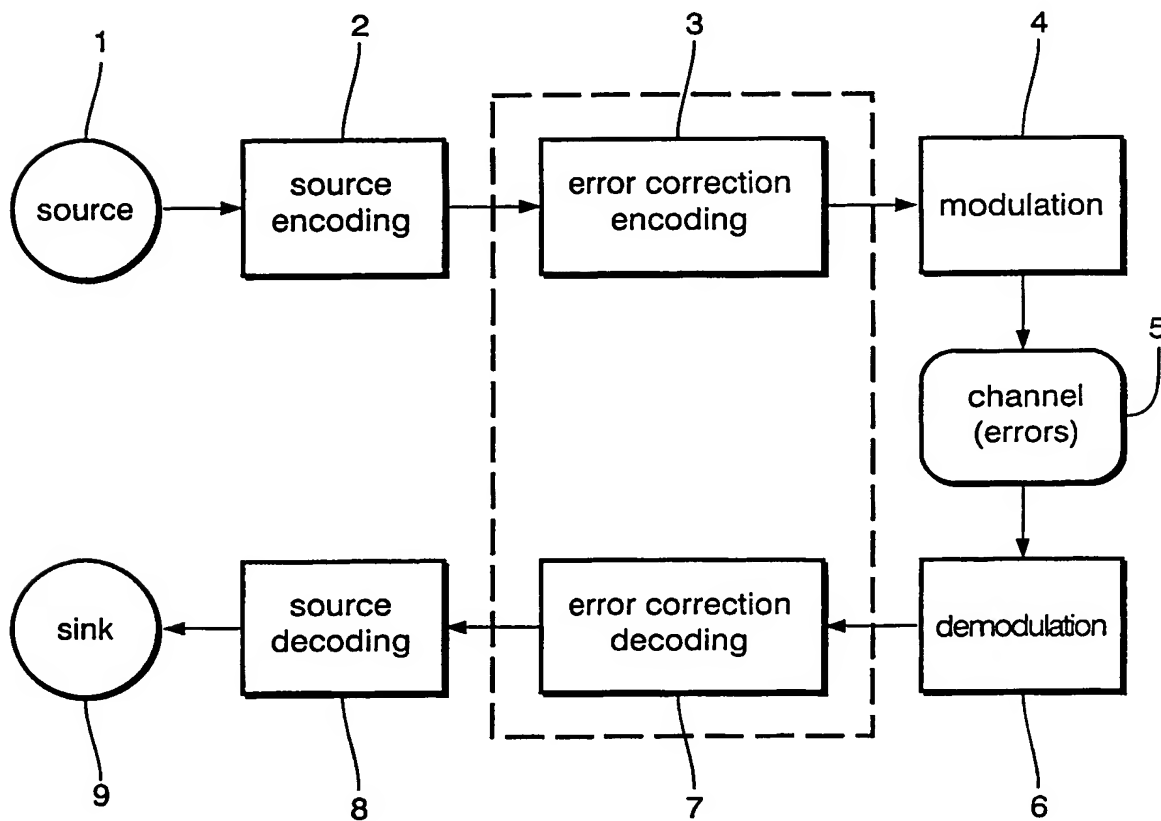 1
2
3
4
source
source
encoding
error correction
encoding
modulation
5
channel
(errors)
sink
source
decoding
error correction
decoding
demodulation
9
8
7
6